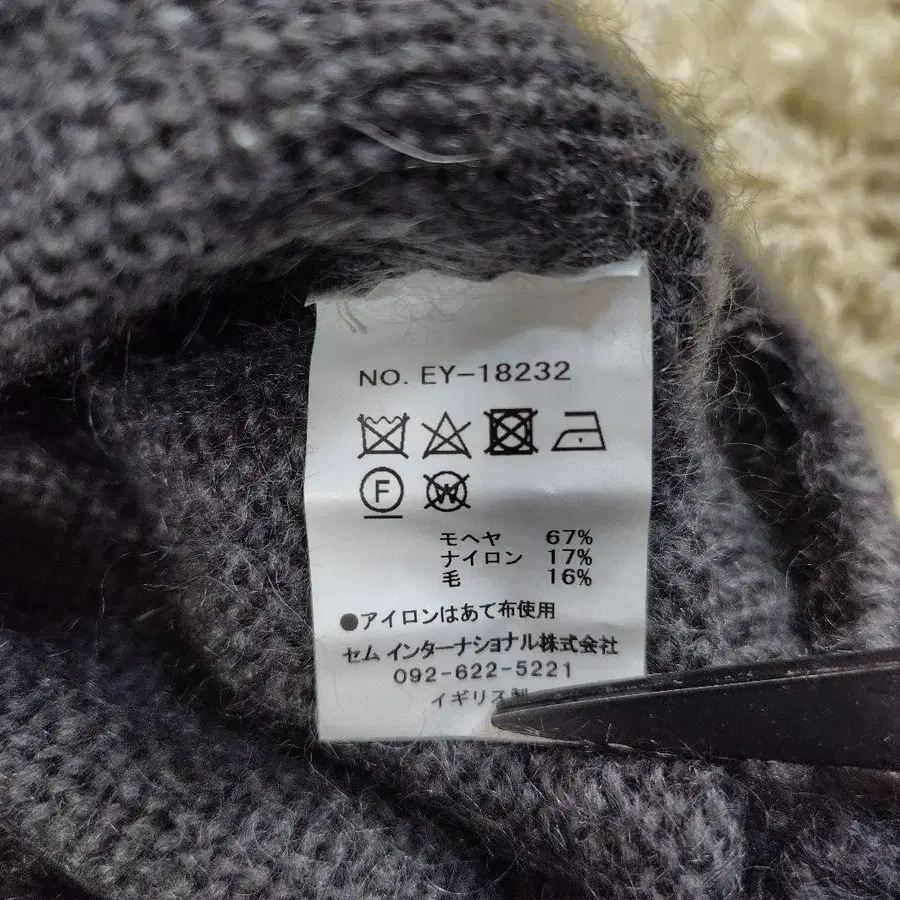 NO. EY-18232
F W
モヘヤ 67%
ナイロン 17%
毛 16%
●アイロンはあて布使用
セム インターナショナル株式会社
092-622-5221
イギリス製